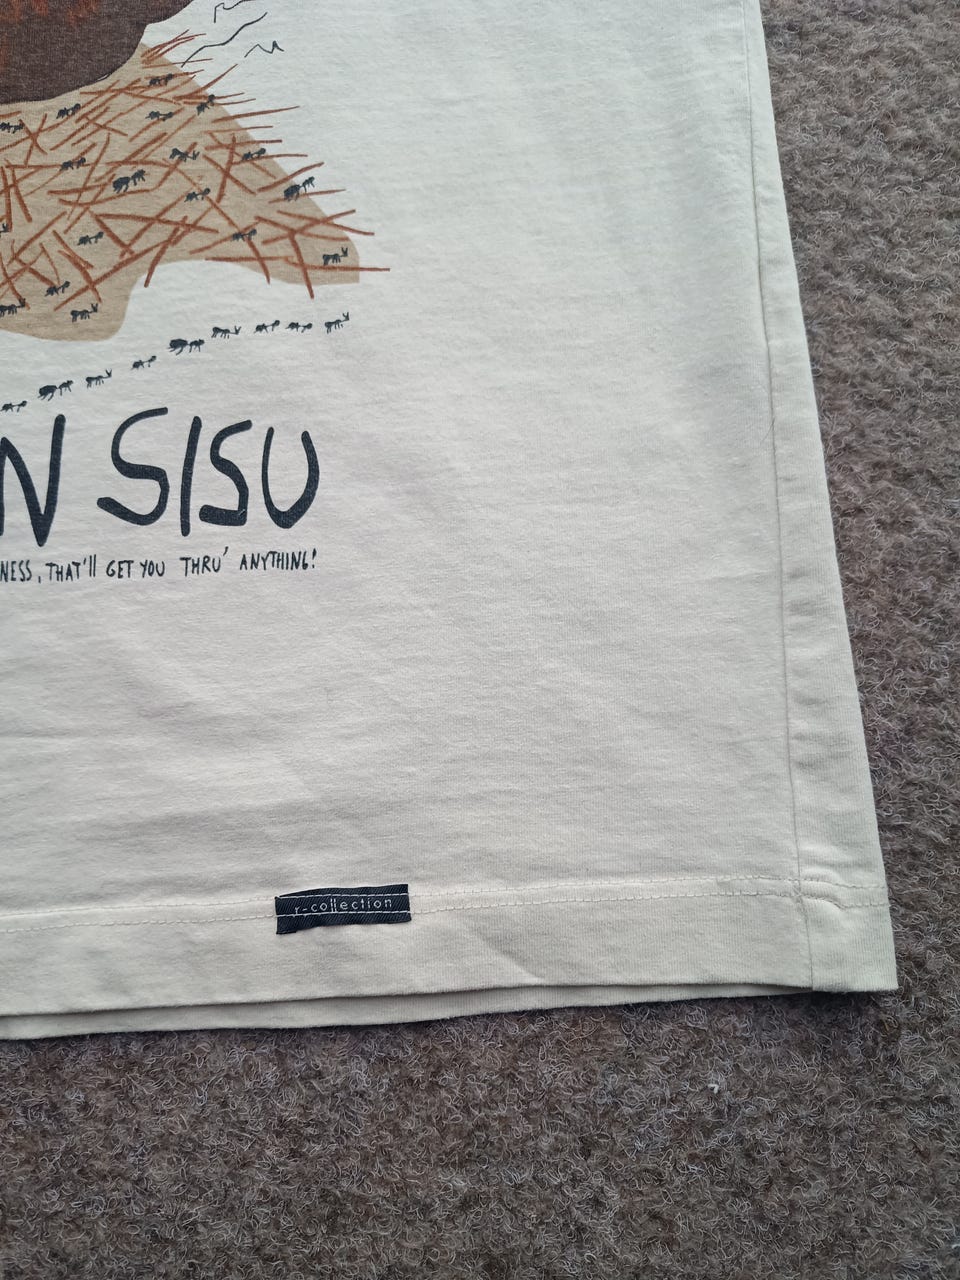 N SISU
NESS, THAT'll GET YOU THRU' ANYTHING!
r-collection